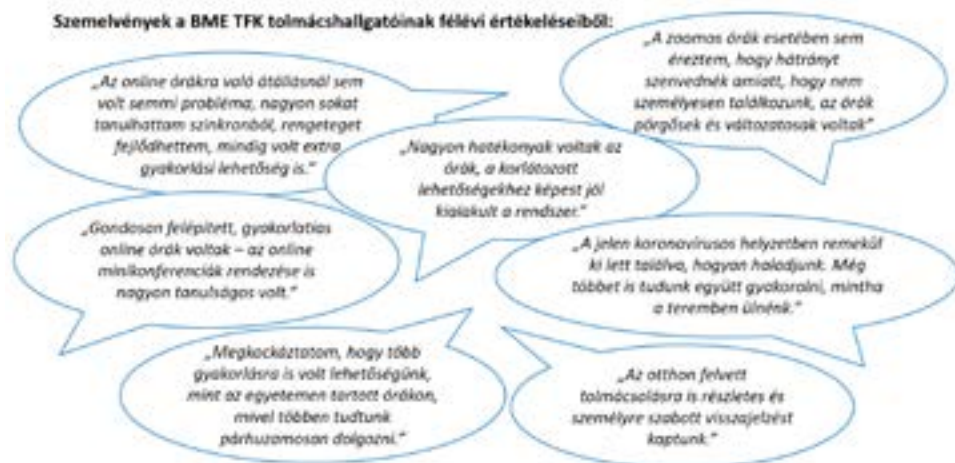 Szemelvények a BME TFK tolmácshallgatóinak félévi értékeléseiből:
„Az online órákra való átállásnál sem
volt semmi probléma, nagyon sokat
tanulhattam szinkronból, rengeteget
fejlődhettem, mindig volt extra
gyakorlási lehetőség is.”
„A zoomos órák esetében sem
éreztem, hogy hátrányt
szenvednék amiatt, hogy nem
személyesen találkozunk, az órák
pörgősek és változatosak voltak”
„Nagyon hatékonyak voltak az
órák, a korlátozott
lehetőségekhez képest jól
kialakult a rendszer.”
„Gondosan felépített, gyakorlatias
online órák voltak – az online
minikonferenciák rendezése is
nagyon tanulságos volt.”
„A jelen koronavírusos helyzetben remekül
ki lett találva, hogyan haladjunk. Még
többet is tudunk együtt gyakorolni, mintha
a teremben ülnénk.”
„Megkockáztatom, hogy több
gyakorlásra is volt lehetőségünk,
mint az egyetemen tartott órákon,
mivel többen tudtunk
párhuzamosan dolgozni.”
„Az otthon felvett
tolmácsolásra is részletes és
személyre szabott visszajelzést
kaptunk.”